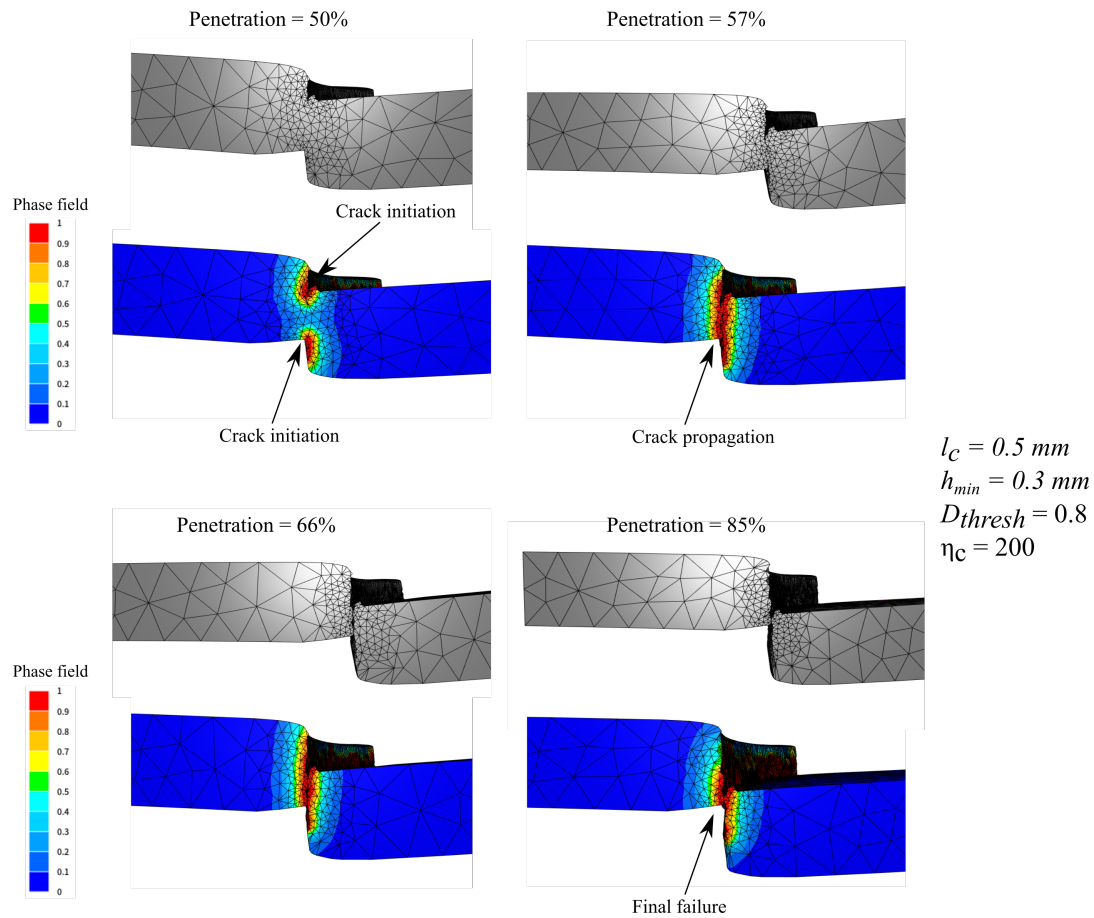 Penetration = 50%
Penetration = 57%
Phase field
1
0.9
0.8
0.7
0.6
0.5
0.4
0.3
0.2
0.1
0
Crack initiation
Crack initiation
Crack propagation
l_c = 0.5 mm
h_min = 0.3 mm
D_thresh = 0.8
η_c = 200
Penetration = 66%
Penetration = 85%
Phase field
1
0.9
0.8
0.7
0.6
0.5
0.4
0.3
0.2
0.1
0
Final failure